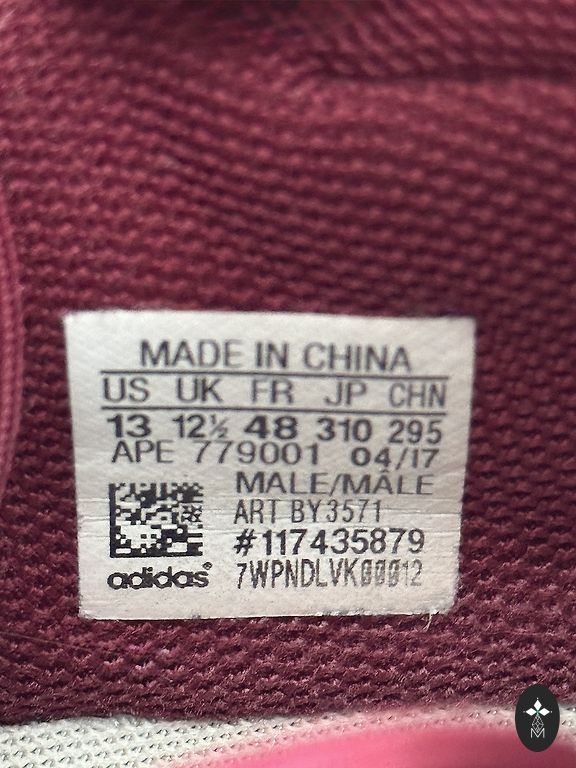 MADE IN CHINA
US UK FR JP CHN
13 12½ 48 310 295
APE 779001 04/17
MALE/MÂLE
ART BY3571
#117435879
7WPNDLVK00012
adidas®
M